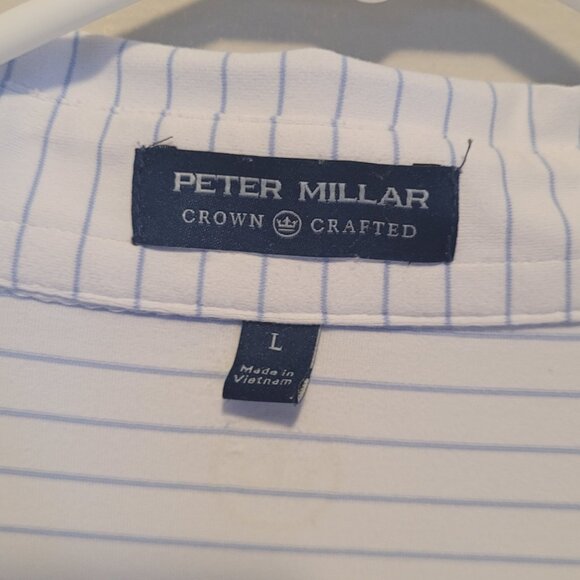 PETER MILLAR
CROWN CRAFTED
L
Made in
Vietnam